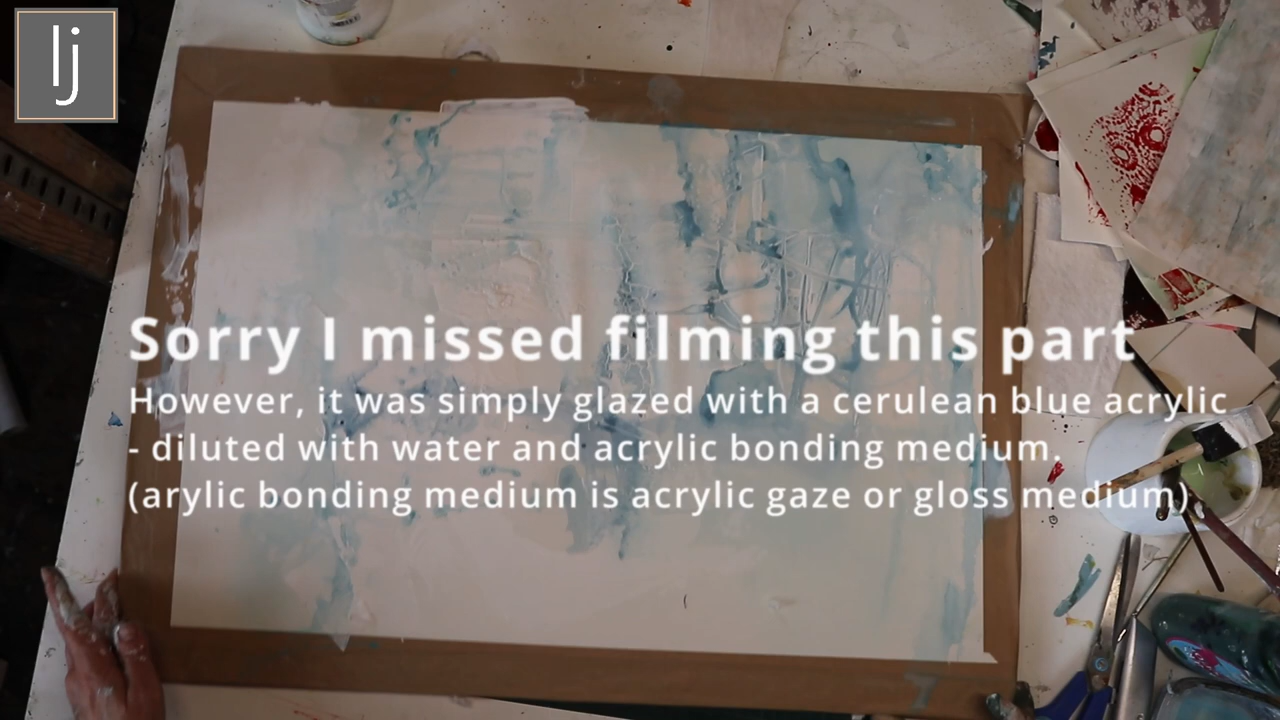 lj
Sorry I missed filming this part
However, it was simply glazed with a cerulean blue acrylic
- diluted with water and acrylic bonding medium.
(arylic bonding medium is acrylic gaze or gloss medium)